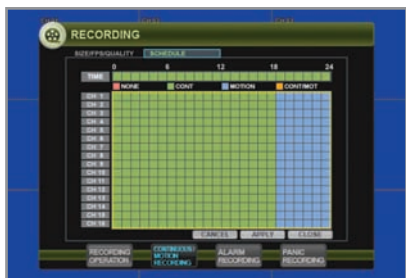 RECORDING
SIZE/FPS/QUALITY SCHEDULE
0 6 12 18 24
TIME
NONE CONT MOTION CONT/MOT
CH 1
CH 2
CH 3
CH 4
CH 5
CH 6
CH 7
CH 8
CH 9
CH 10
CH 11
CH 12
CH 13
CH 14
CH 15
CH 16
CANCEL APPLY CLOSE
RECORDING OPERATION
CONTINUOUS/ MOTION RECORDING
ALARM RECORDING
PANIC RECORDING